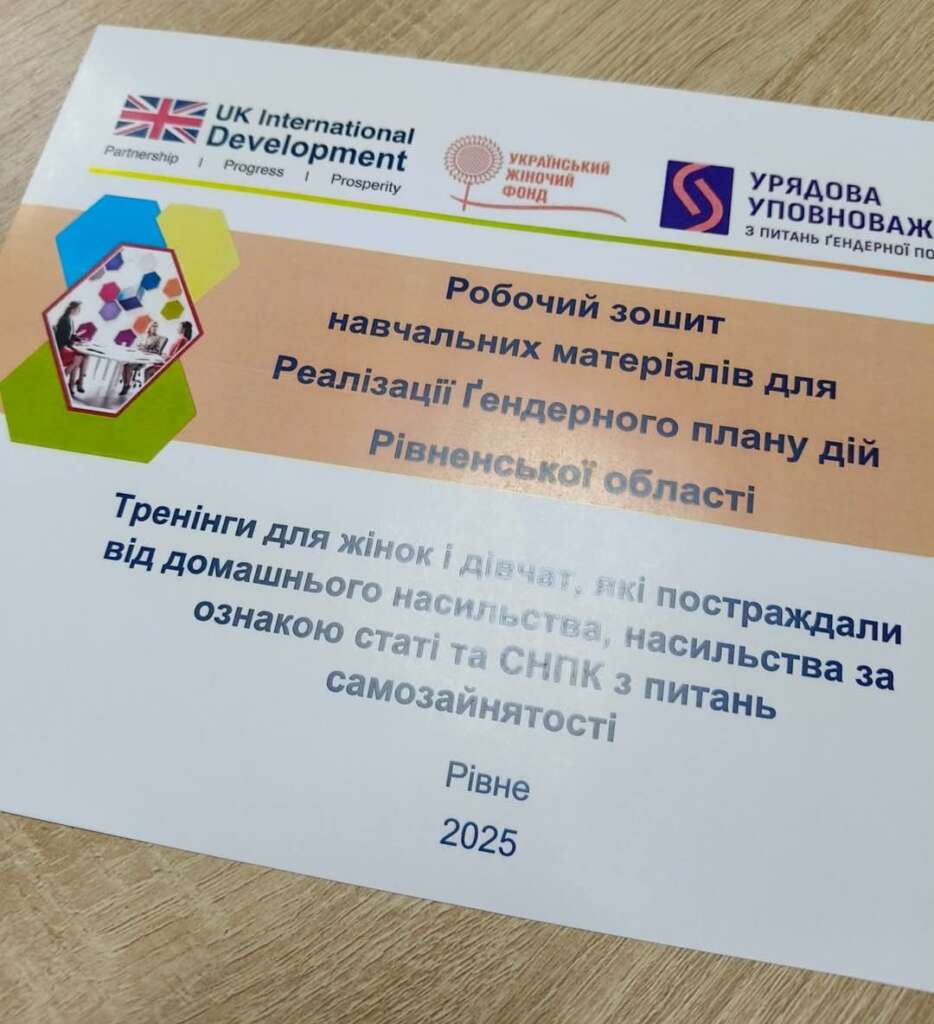 UK International
Development
Partnership | Progress | Prosperity
УКРАЇНСЬКИЙ
ЖІНОЧИЙ
ФОНД
УРЯДОВА
УПОВНОВАЖ
З ПИТАНЬ ҐЕНДЕРНОЇ ПО
Робочий зошит
навчальних матеріалів для
Реалізації Ґендерного плану дій
Рівненської області
Тренінги для жінок і дівчат, які постраждали
від домашнього насильства, насильства за
ознакою статі та СНПК з питань
самозайнятості
Рівне
2025